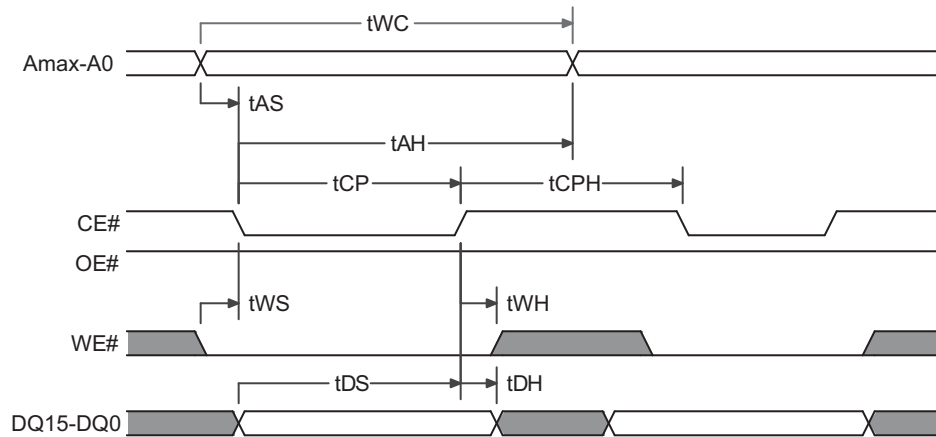 tWC
Amax-A0
tAS
tAH
tCP
tCPH
CE#
OE#
tWS
tWH
WE#
tDS
tDH
DQ15-DQ0